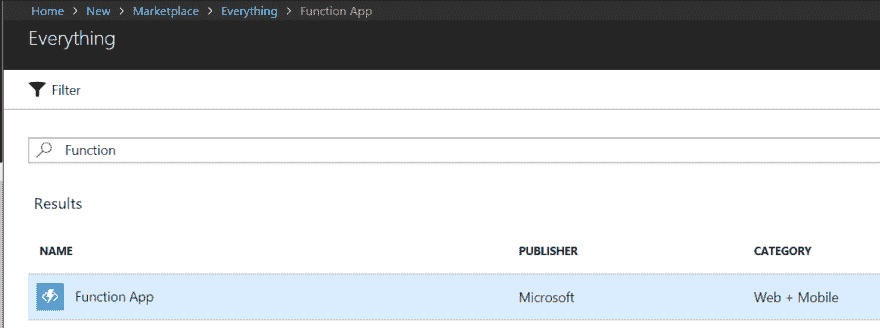 Home > New > Marketplace > Everything > Function App
Everything
Filter
Function
Results
NAME PUBLISHER CATEGORY
Function App Microsoft Web + Mobile